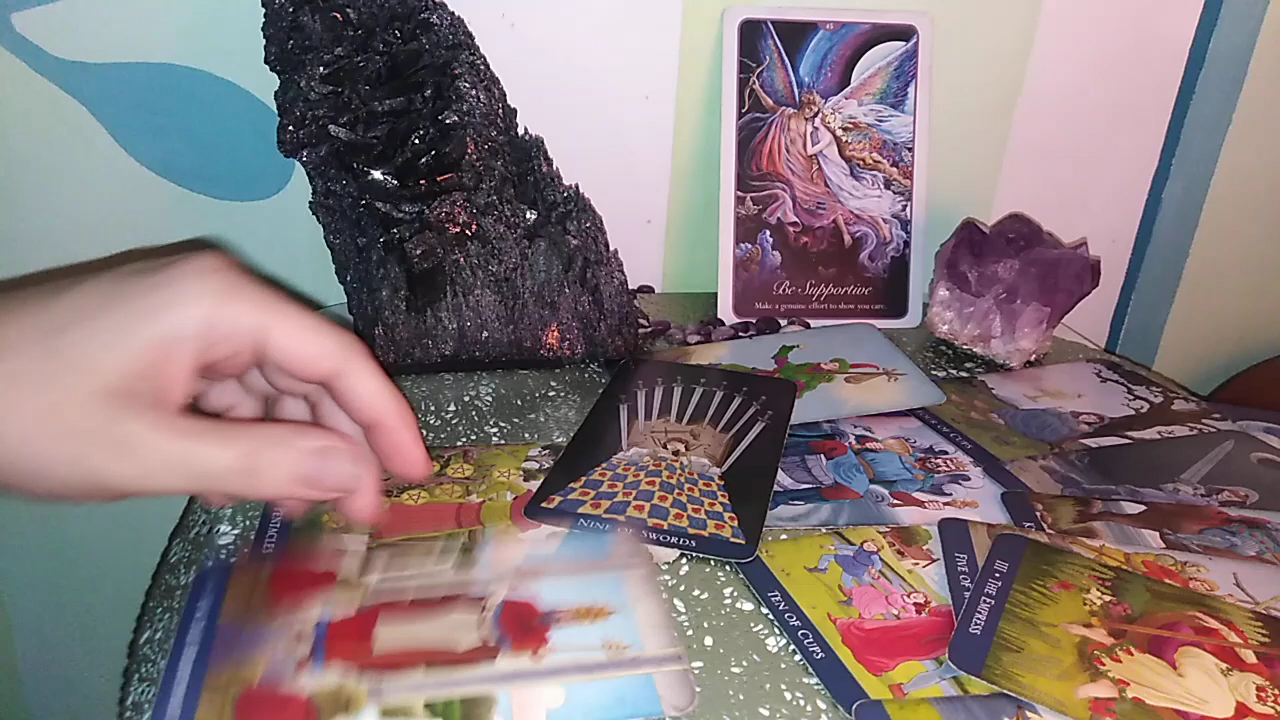 45
Be Supportive
Make a genuine effort to show you care.
NINE OF SWORDS
OF CUPS
TEN OF CUPS
FIVE OF
III • THE EMPRESS